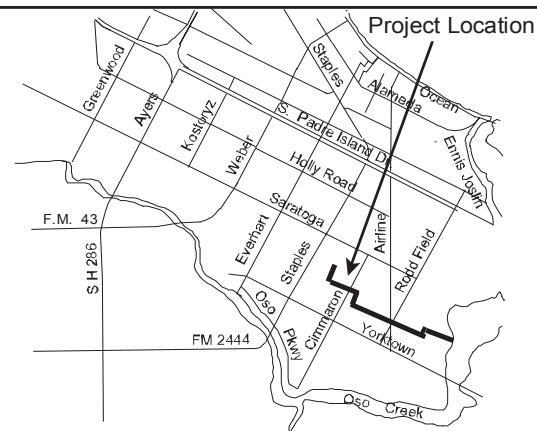 Project Location
Greenwood
Ayers
Kostoryz
Weber
Staples
S. Padre Island Dr.
Alameda
Ocean
Ennis Joslin
Holly Road
Saratoga
Airline
Rodd Field
Everhart
Staples
Cimmaron
Yorktown
F.M. 43
S H 286
FM 2444
Oso
Pkwy
Oso Creek